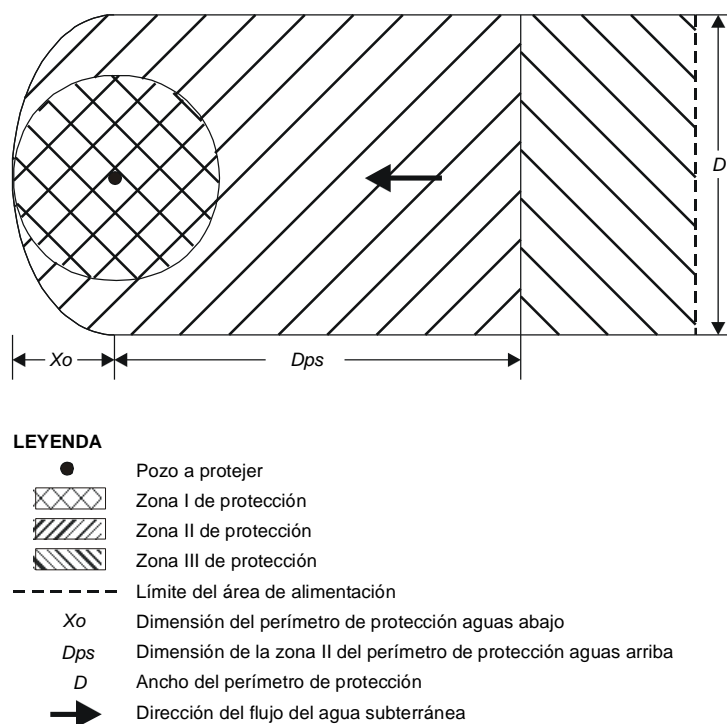 D
Xo
Dps
LEYENDA
Pozo a protejer
Zona I de protección
Zona II de protección
Zona III de protección
Límite del área de alimentación
Xo Dimensión del perímetro de protección aguas abajo
Dps Dimensión de la zona II del perímetro de protección aguas arriba
D Ancho del perímetro de protección
Dirección del flujo del agua subterránea